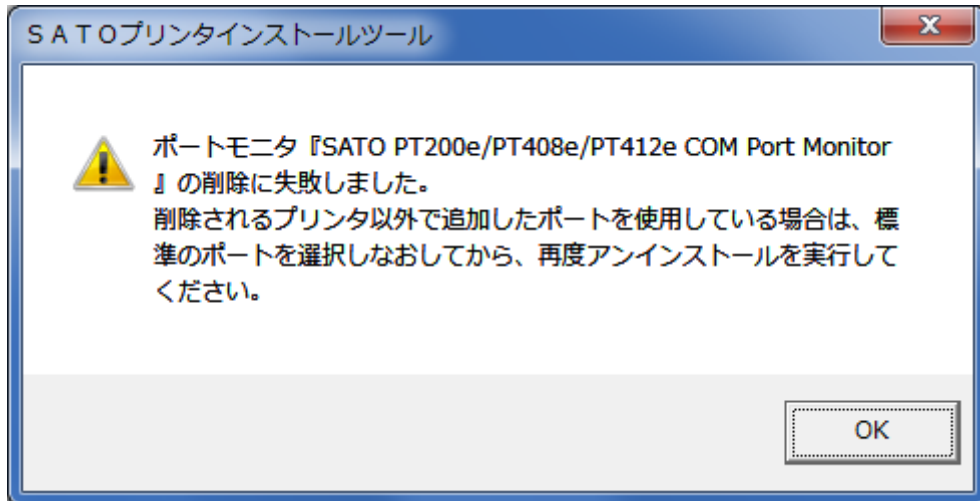 ＳＡＴＯプリンタインストールツール
ポートモニタ『SATO PT200e/PT408e/PT412e COM Port Monitor
』の削除に失敗しました。
削除されるプリンタ以外で追加したポートを使用している場合は、標
準のポートを選択しなおしてから、再度アンインストールを実行して
ください。
OK